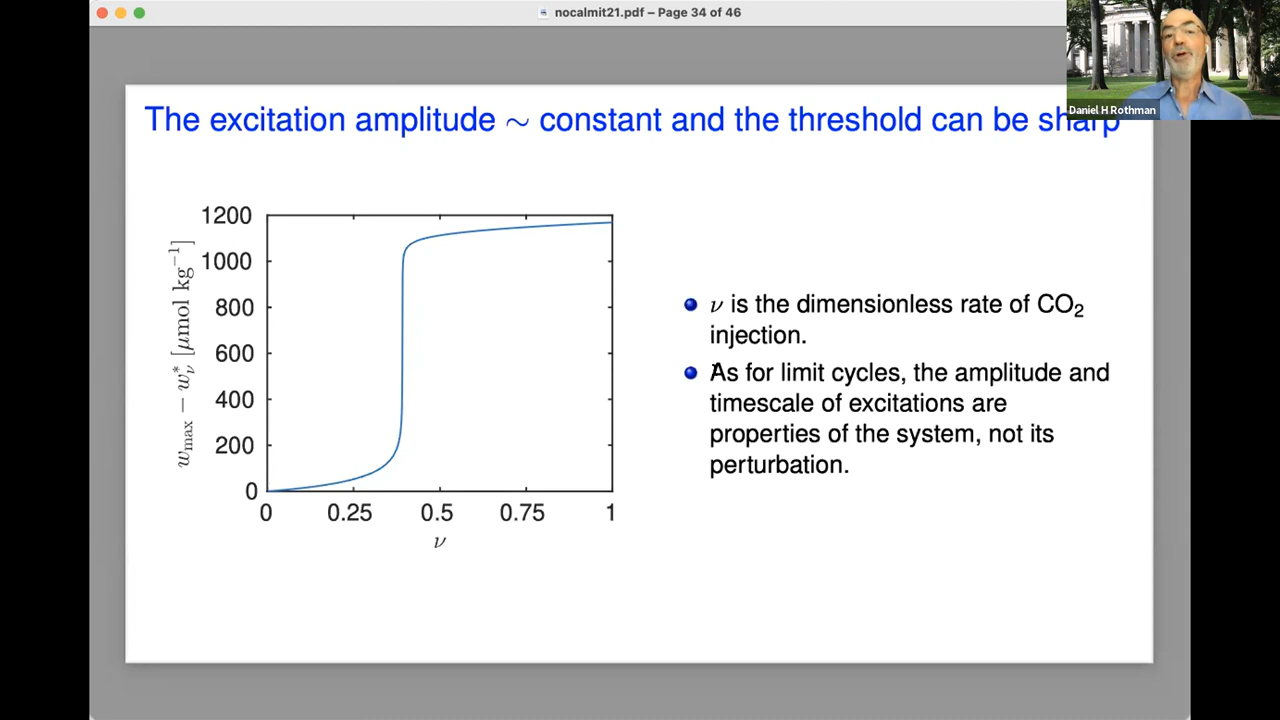 nocalmit21.pdf – Page 34 of 46
Daniel H Rothman
The excitation amplitude ∼ constant and the threshold can be sharp
1200
1000
800
600
400
200
0
w_max − w*_ν [μmol kg⁻¹]
0 0.25 0.5 0.75 1
ν
ν is the dimensionless rate of CO₂
injection.
As for limit cycles, the amplitude and
timescale of excitations are
properties of the system, not its
perturbation.